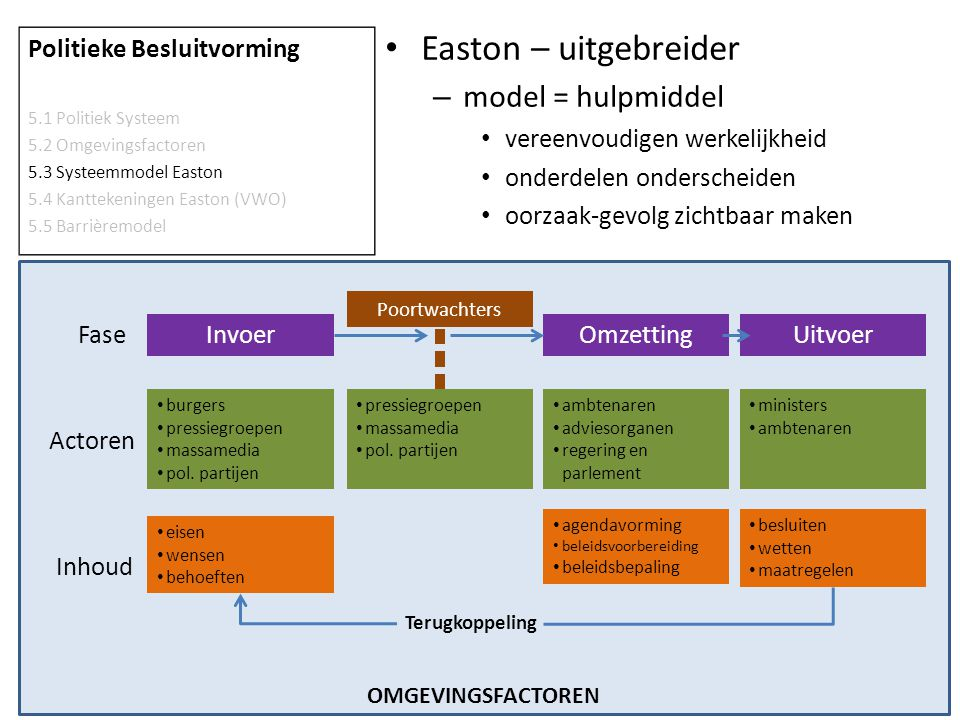 Politieke Besluitvorming
5.1 Politiek Systeem
5.2 Omgevingsfactoren
5.3 Systeemmodel Easton
5.4 Kanttekeningen Easton (VWO)
5.5 Barrièremodel
• Easton – uitgebreider
– model = hulpmiddel
• vereenvoudigen werkelijkheid
• onderdelen onderscheiden
• oorzaak-gevolg zichtbaar maken
Poortwachters
Fase
Invoer
Omzetting
Uitvoer
Actoren
• burgers
• pressiegroepen
• massamedia
• pol. partijen
• pressiegroepen
• massamedia
• pol. partijen
• ambtenaren
• adviesorganen
• regering en
parlement
• ministers
• ambtenaren
Inhoud
• eisen
• wensen
• behoeften
• agendavorming
• beleidsvoorbereiding
• beleidsbepaling
• besluiten
• wetten
• maatregelen
Terugkoppeling
OMGEVINGSFACTOREN